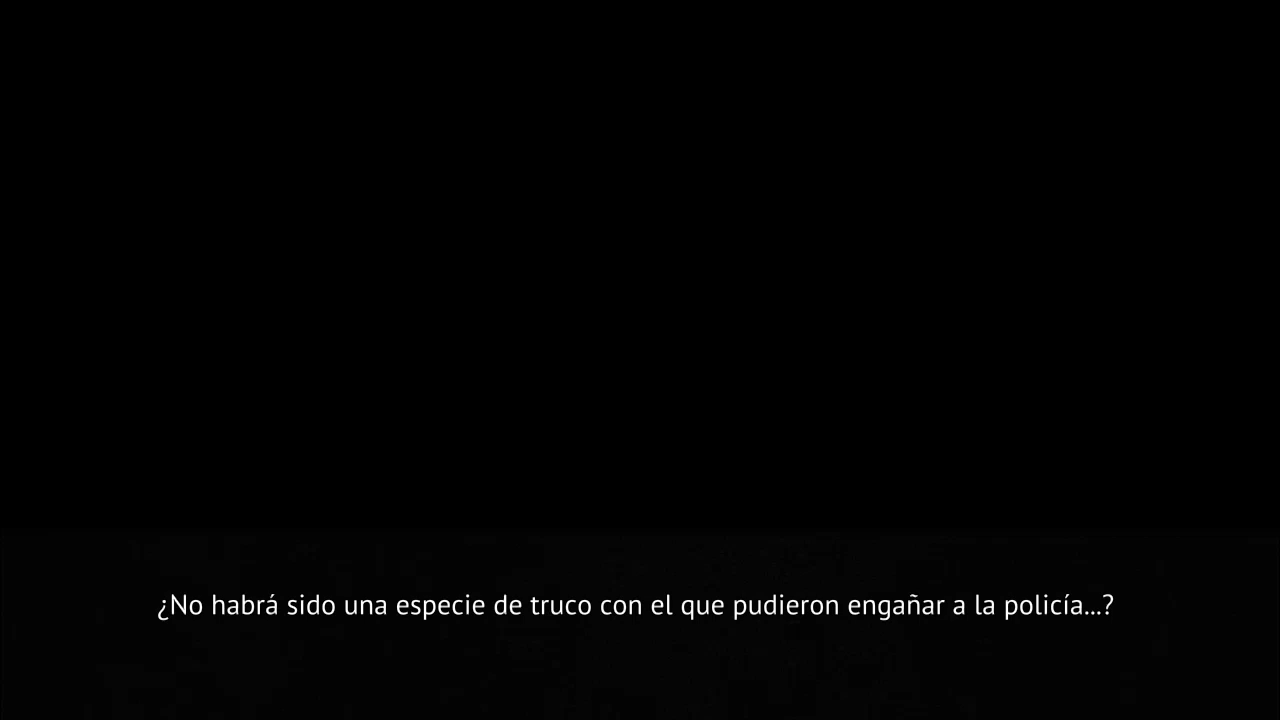 ¿No habrá sido una especie de truco con el que pudieron engañar a la policía...?